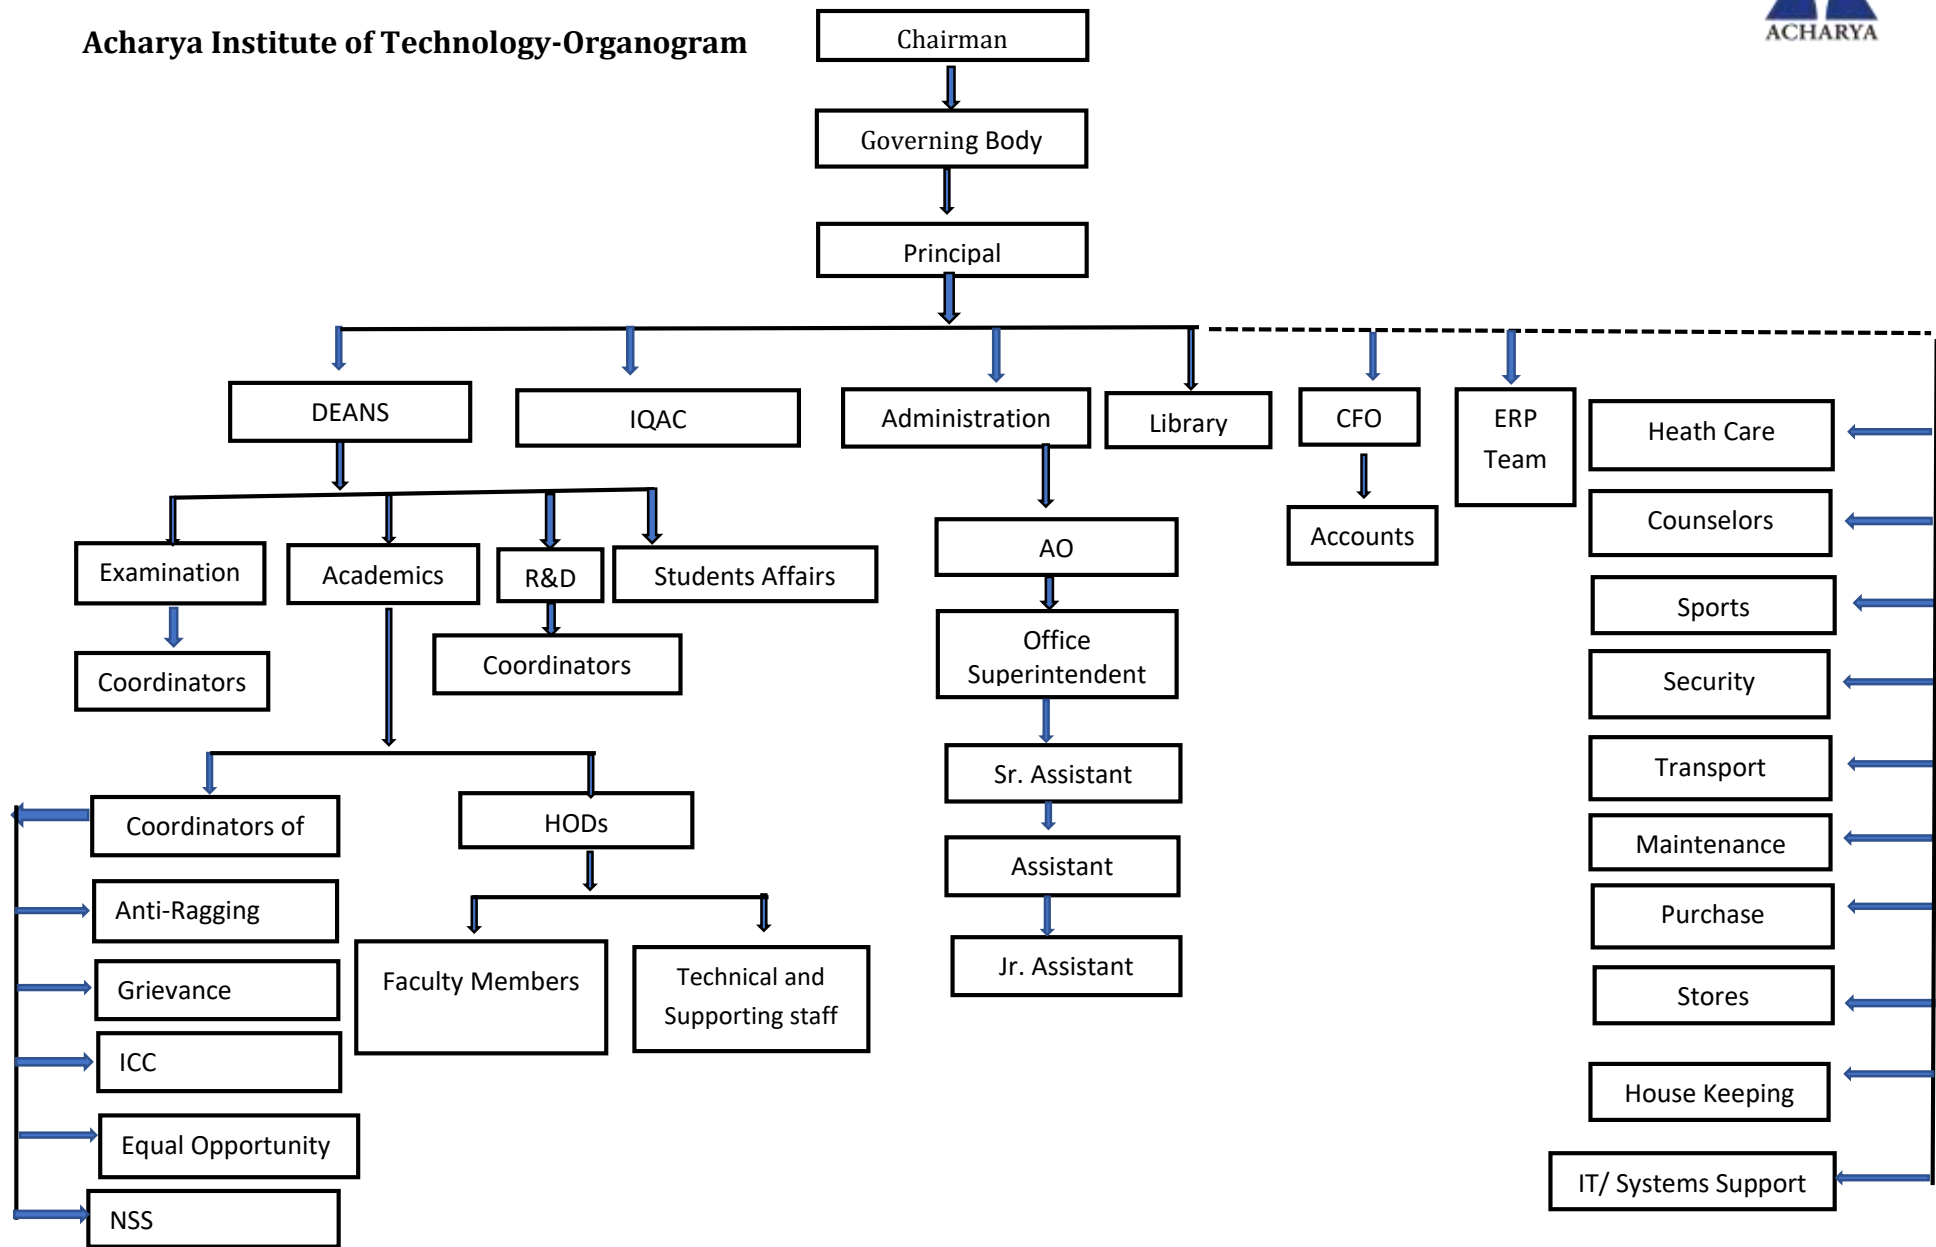 Acharya Institute of Technology-Organogram
ACHARYA
Chairman
Governing Body
Principal
DEANS
IQAC
Administration
Library
CFO
ERP
Team
Accounts
Examination
Academics
R&D
Students Affairs
Coordinators
Coordinators
Coordinators of
HODs
Anti-Ragging
Grievance
ICC
Equal Opportunity
NSS
Faculty Members
Technical and
Supporting staff
AO
Office
Superintendent
Sr. Assistant
Assistant
Jr. Assistant
Heath Care
Counselors
Sports
Security
Transport
Maintenance
Purchase
Stores
House Keeping
IT/ Systems Support